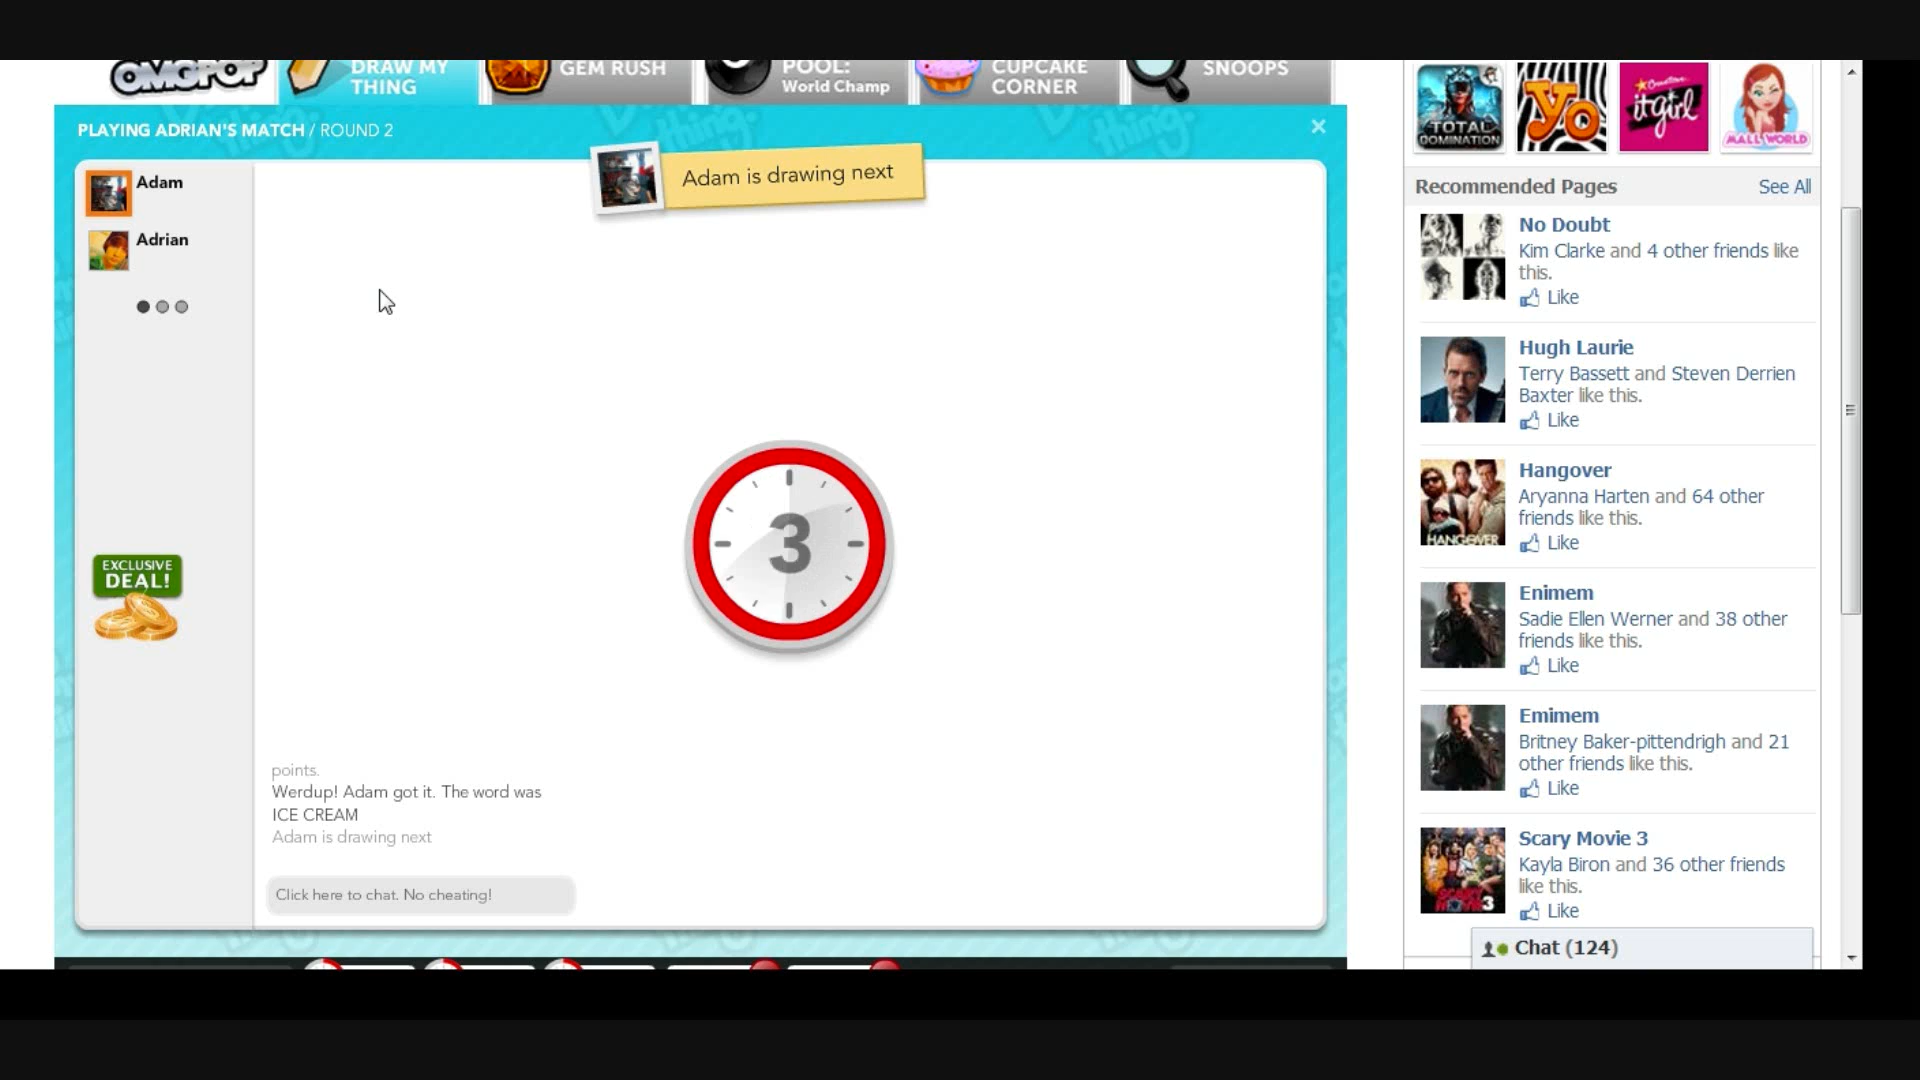 OMGPOP
DRAW MY
THING
GEM RUSH
POOL:
World Champ
CUPCAKE
CORNER
SNOOPS
PLAYING ADRIAN'S MATCH / ROUND 2
Adam is drawing next
Adam
Adrian
EXCLUSIVE
DEAL!
3
points.
Werdup! Adam got it. The word was
ICE CREAM
Adam is drawing next
Click here to chat. No cheating!
TOTAL
DOMINATION
YO
it girl
MALL WORLD
Recommended Pages
See All
No Doubt
Kim Clarke and 4 other friends like
this.
Like
Hugh Laurie
Terry Bassett and Steven Derrien
Baxter like this.
Like
Hangover
Aryanna Harten and 64 other
friends like this.
HANGOVER
Like
Enimem
Sadie Ellen Werner and 38 other
friends like this.
Like
Emimem
Britney Baker-pittendrigh and 21
other friends like this.
Like
Scary Movie 3
Kayla Biron and 36 other friends
like this.
SCARY
MOVIE 3
Like
Chat (124)